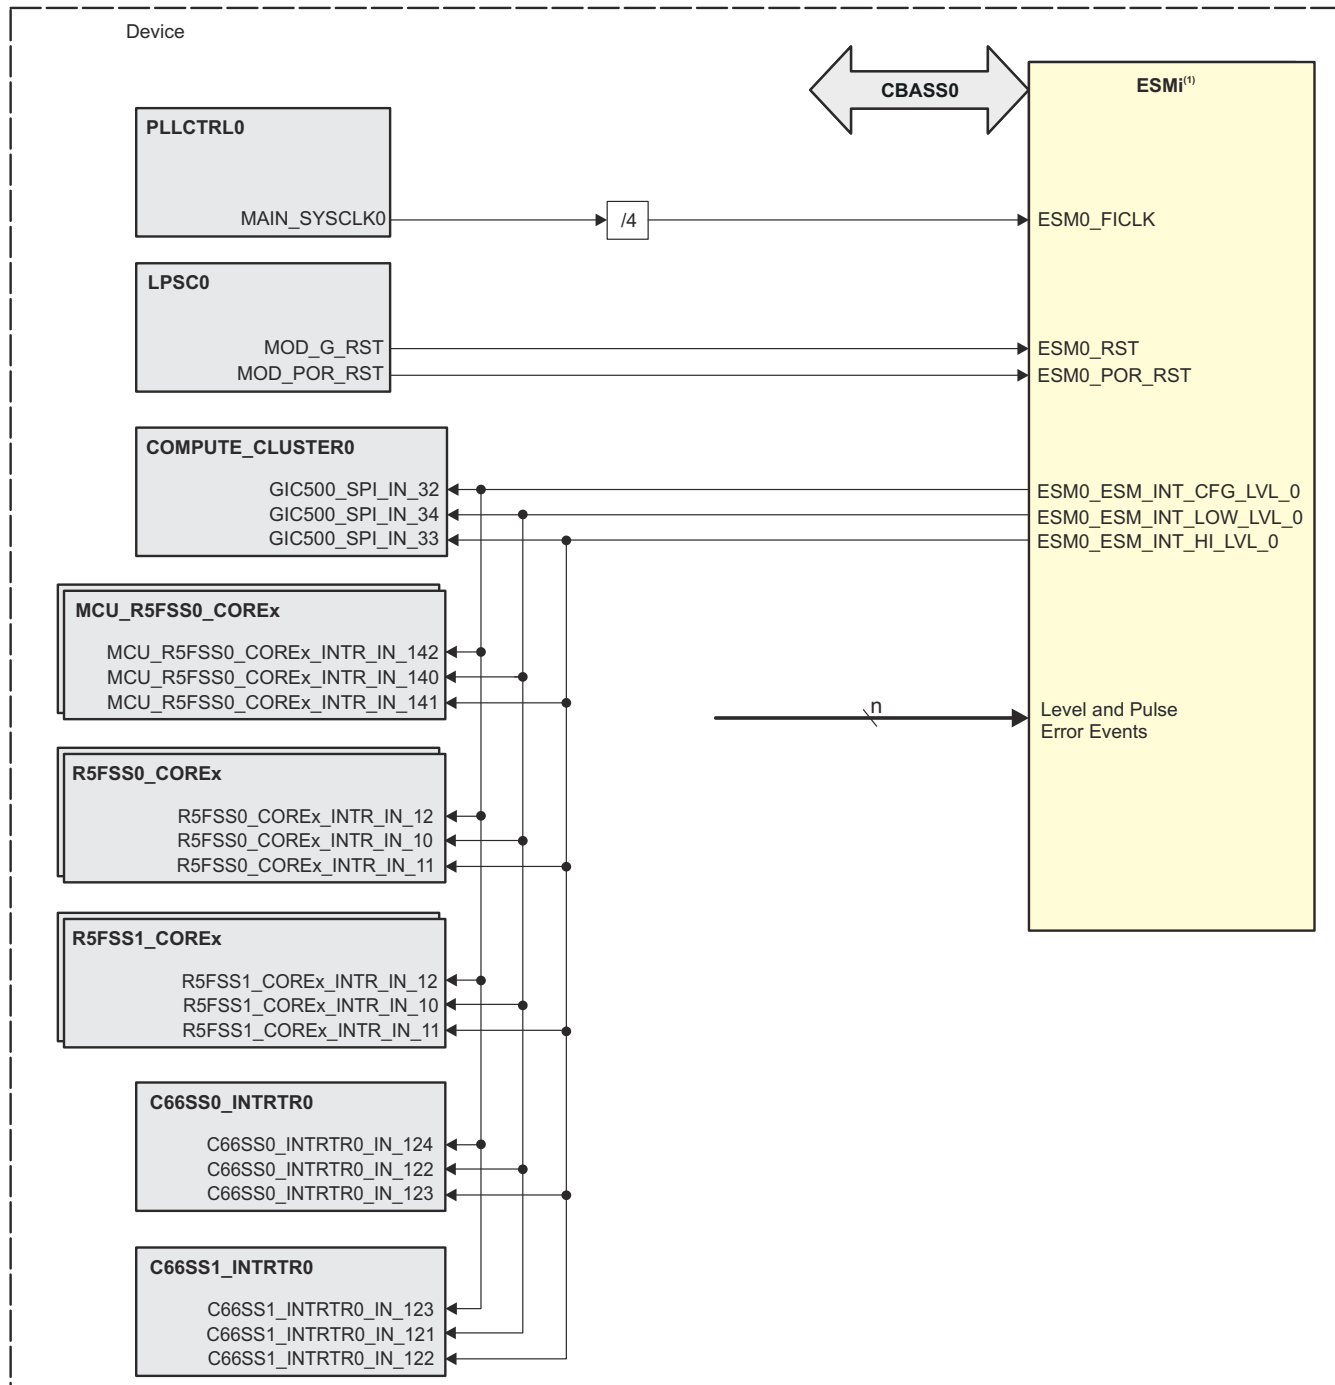 Device
CBASS0
ESMi(1)
PLLCTRL0
MAIN_SYSCLK0
/4
ESM0_FICLK
LPSC0
MOD_G_RST
ESM0_RST
MOD_POR_RST
ESM0_POR_RST
COMPUTE_CLUSTER0
GIC500_SPI_IN_32
ESM0_ESM_INT_CFG_LVL_0
GIC500_SPI_IN_34
ESM0_ESM_INT_LOW_LVL_0
GIC500_SPI_IN_33
ESM0_ESM_INT_HI_LVL_0
MCU_R5FSS0_COREx
MCU_R5FSS0_COREx_INTR_IN_142
MCU_R5FSS0_COREx_INTR_IN_140
MCU_R5FSS0_COREx_INTR_IN_141
n
Level and Pulse
Error Events
R5FSS0_COREx
R5FSS0_COREx_INTR_IN_12
R5FSS0_COREx_INTR_IN_10
R5FSS0_COREx_INTR_IN_11
R5FSS1_COREx
R5FSS1_COREx_INTR_IN_12
R5FSS1_COREx_INTR_IN_10
R5FSS1_COREx_INTR_IN_11
C66SS0_INTRTR0
C66SS0_INTRTR0_IN_124
C66SS0_INTRTR0_IN_122
C66SS0_INTRTR0_IN_123
C66SS1_INTRTR0
C66SS1_INTRTR0_IN_123
C66SS1_INTRTR0_IN_121
C66SS1_INTRTR0_IN_122